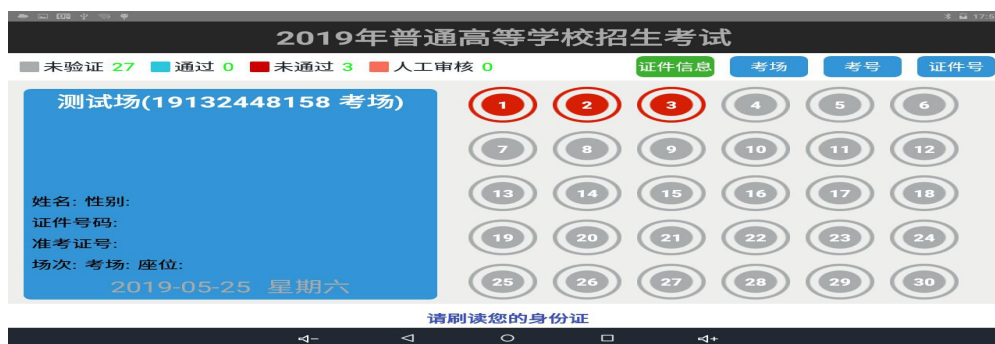 17:5
2019年普通高等学校招生考试
未验证 27 通过 0 未通过 3 人工审核 0 证件信息 考场 考号 证件号
测试场(19132448158 考场)
1 2 3 4 5 6
7 8 9 10 11 12
13 14 15 16 17 18
姓名: 性别:
证件号码:
准考证号:
19 20 21 22 23 24
场次: 考场: 座位:
2019-05-25 星期六
25 26 27 28 29 30
请刷读您的身份证